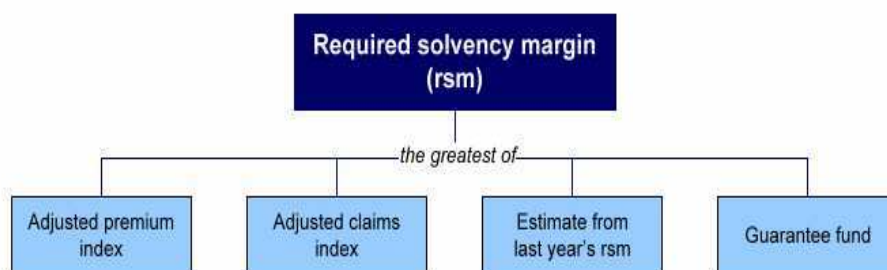 Required solvency margin
(rsm)
the greatest of
Adjusted premium
index
Adjusted claims
index
Estimate from
last year's rsm
Guarantee fund